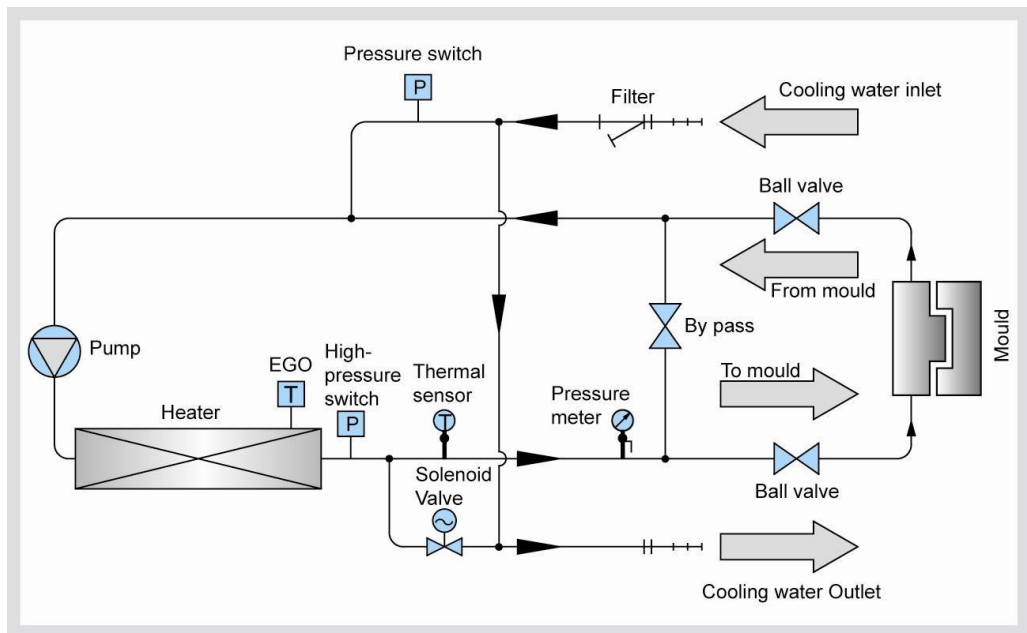 Pressure switch
P
Filter
Cooling water inlet
Ball valve
From mould
Pump
EGO
T
High-
pressure
switch
P
Thermal
sensor
T
Pressure
meter
By pass
To mould
Mould
Heater
Solenoid
Valve
Ball valve
Cooling water Outlet